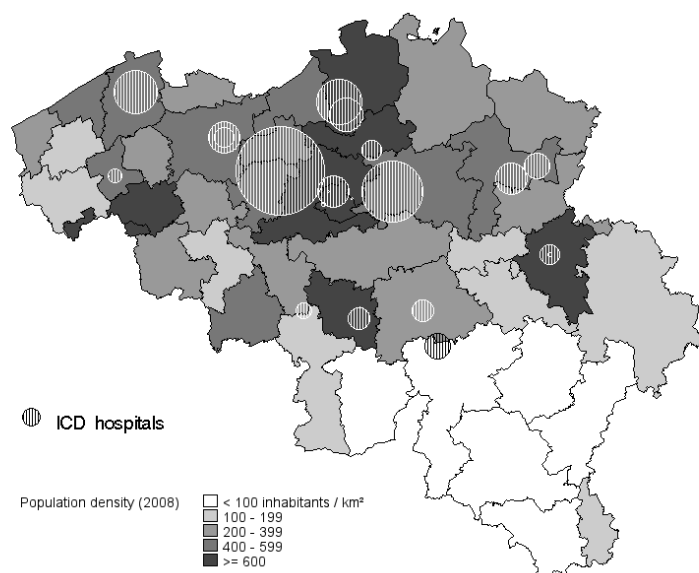 ICD hospitals
Population density (2008)
< 100 inhabitants / km²
100 - 199
200 - 399
400 - 599
>= 600